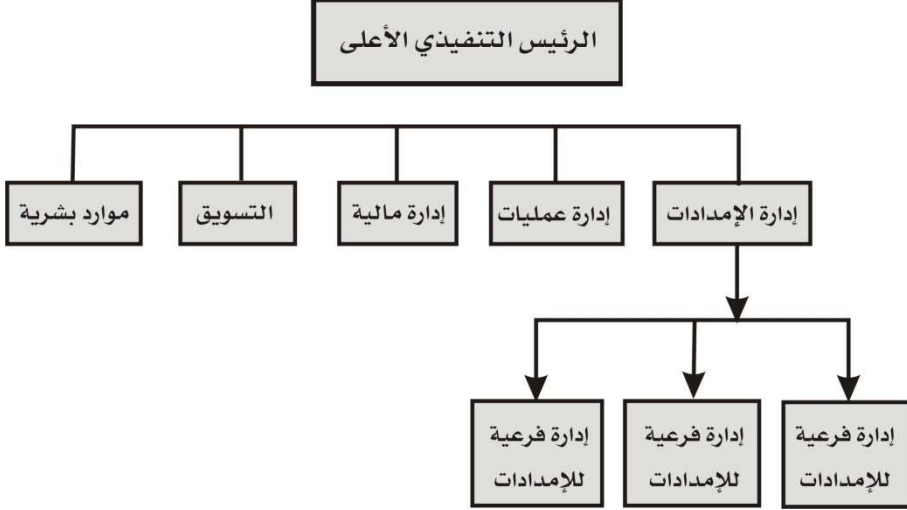 الرئيس التنفيذي الأعلى
إدارة الإمدادات
إدارة عمليات
إدارة مالية
التسويق
موارد بشرية
إدارة فرعية
للإمدادات
إدارة فرعية
للإمدادات
إدارة فرعية
للإمدادات